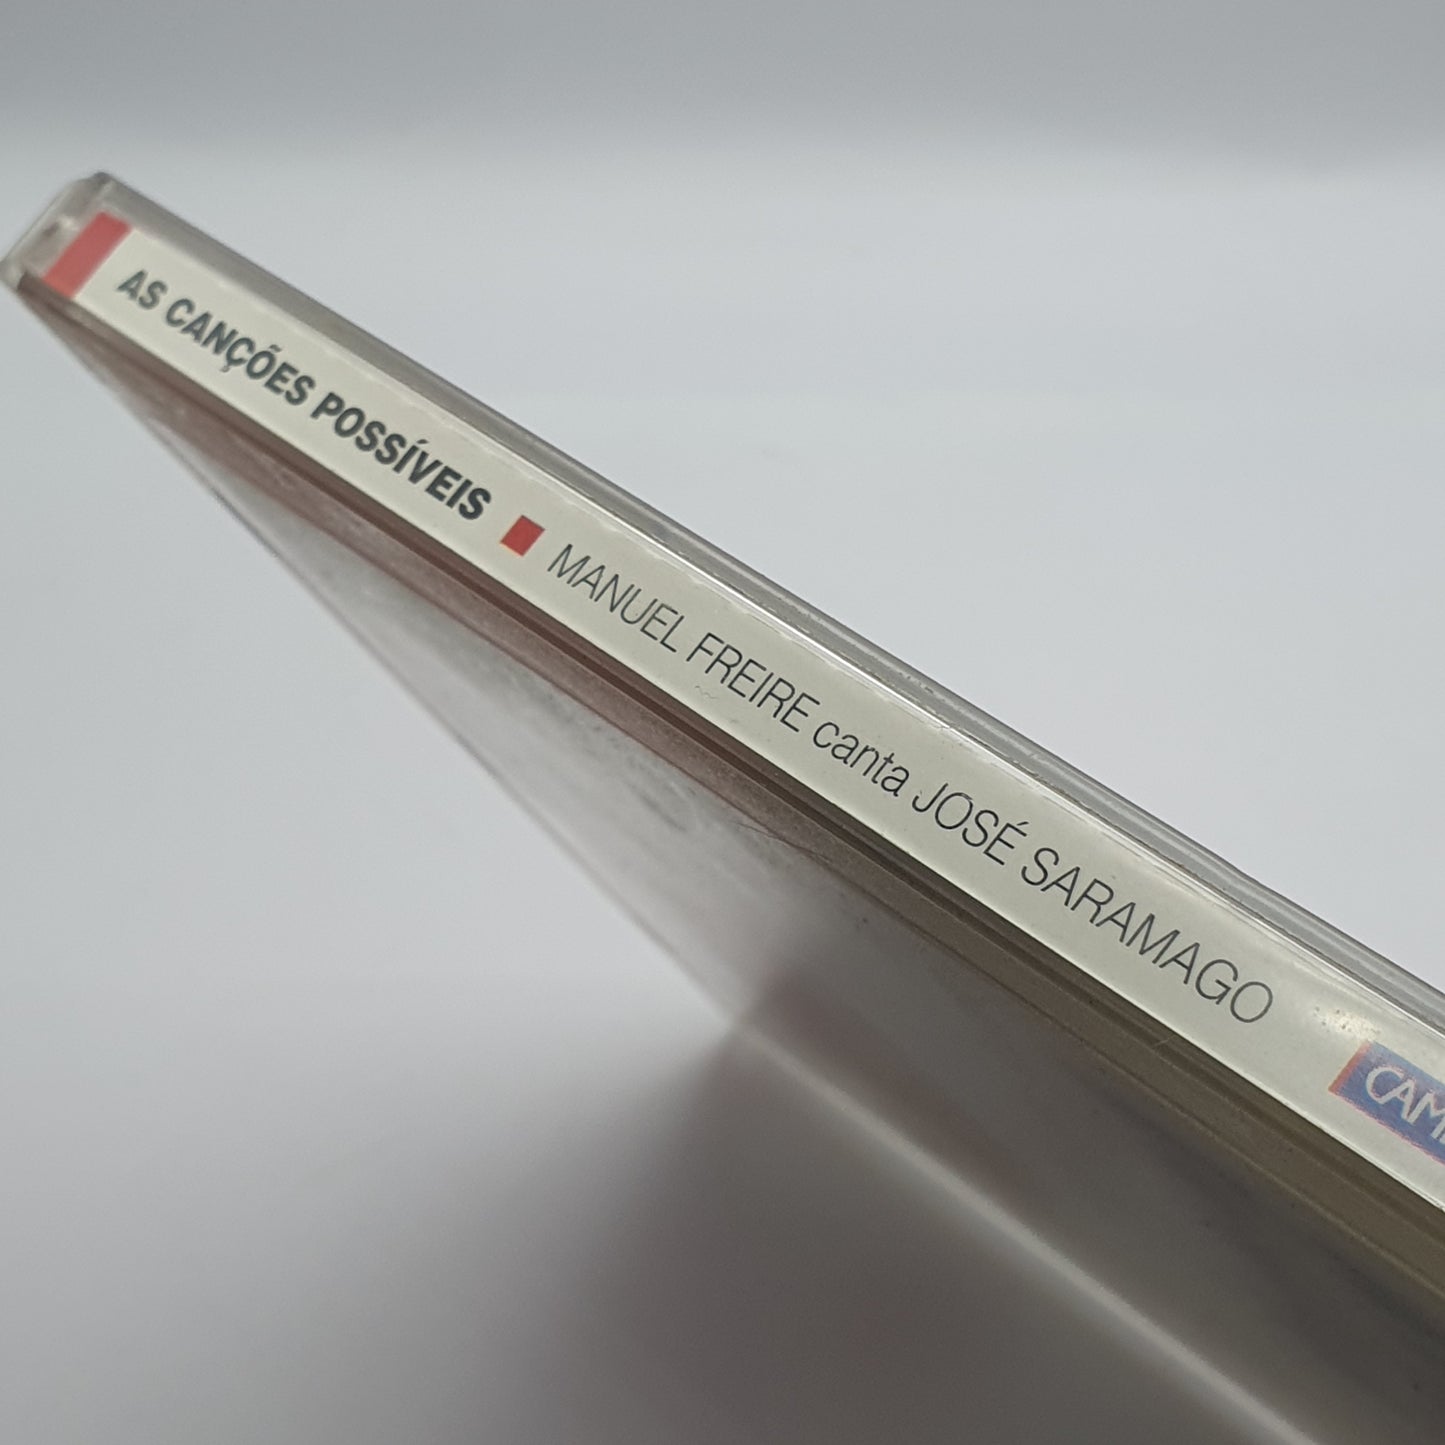 AS CANÇÕES POSSÍVEIS MANUEL FREIRE canta JOSÉ SARAMAGO